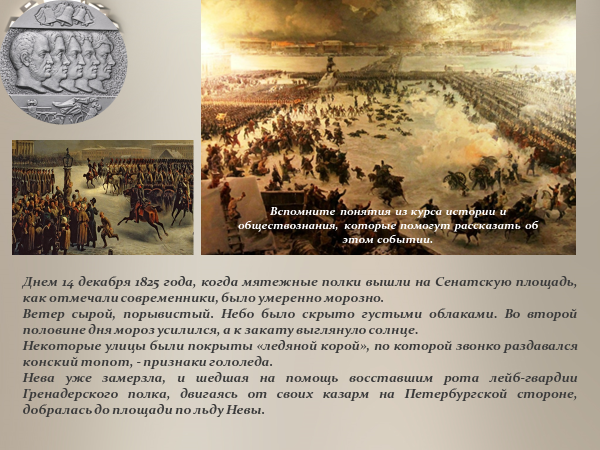 Вспомните понятия из курса истории и
обществознания, которые помогут рассказать об
этом событии.
Днем 14 декабря 1825 года, когда мятежные полки вышли на Сенатскую площадь,
как отмечали современники, было умеренно морозно.
Ветер сырой, порывистый. Небо было скрыто густыми облаками. Во второй
половине дня мороз усилился, а к закату выглянуло солнце.
Некоторые улицы были покрыты «ледяной корой», по которой звонко раздавался
конский топот, - признаки гололеда.
Нева уже замерзла, и шедшая на помощь восставшим рота лейб-гвардии
Гренадерского полка, двигаясь от своих казарм на Петербургской стороне,
добралась до площади по льду Невы.